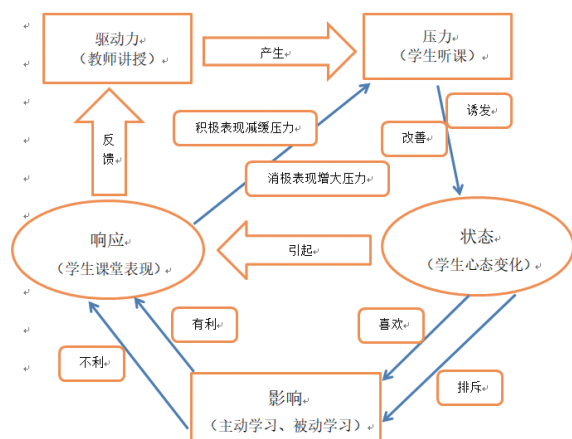 驱动力
（教师讲授）
产生
压力
（学生听课）
诱发
改善
积极表现减缓压力
消极表现增大压力
反
馈
响应
（学生课堂表现）
引起
状态
（学生心态变化）
有利
不利
喜欢
排斥
影响
（主动学习、被动学习）